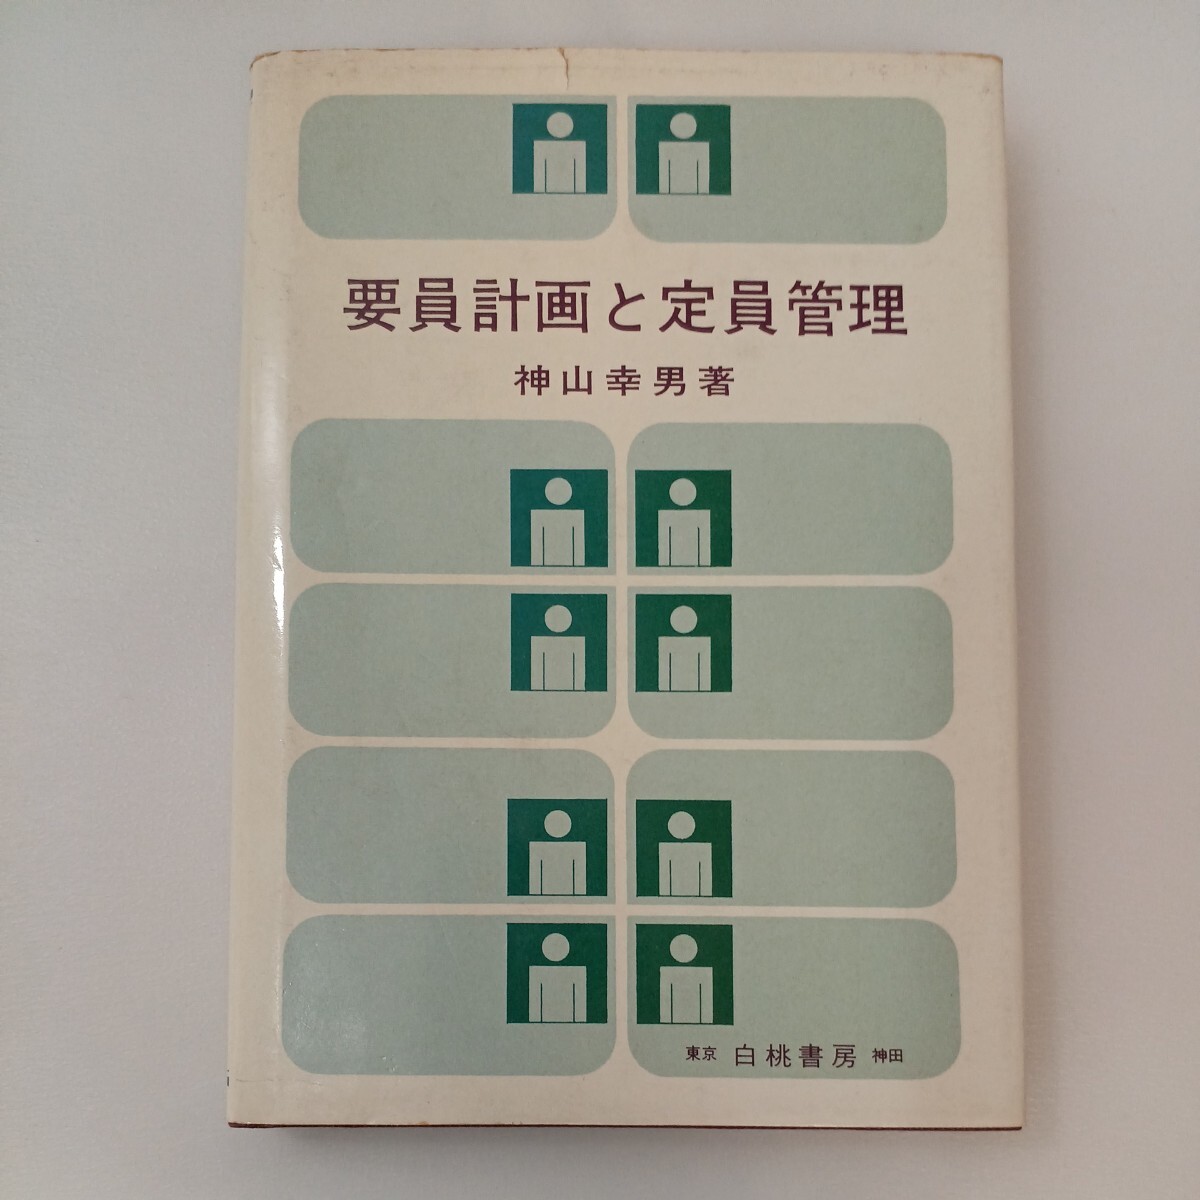 要員計画と定員管理
神山幸男著
東京 白桃書房 神田